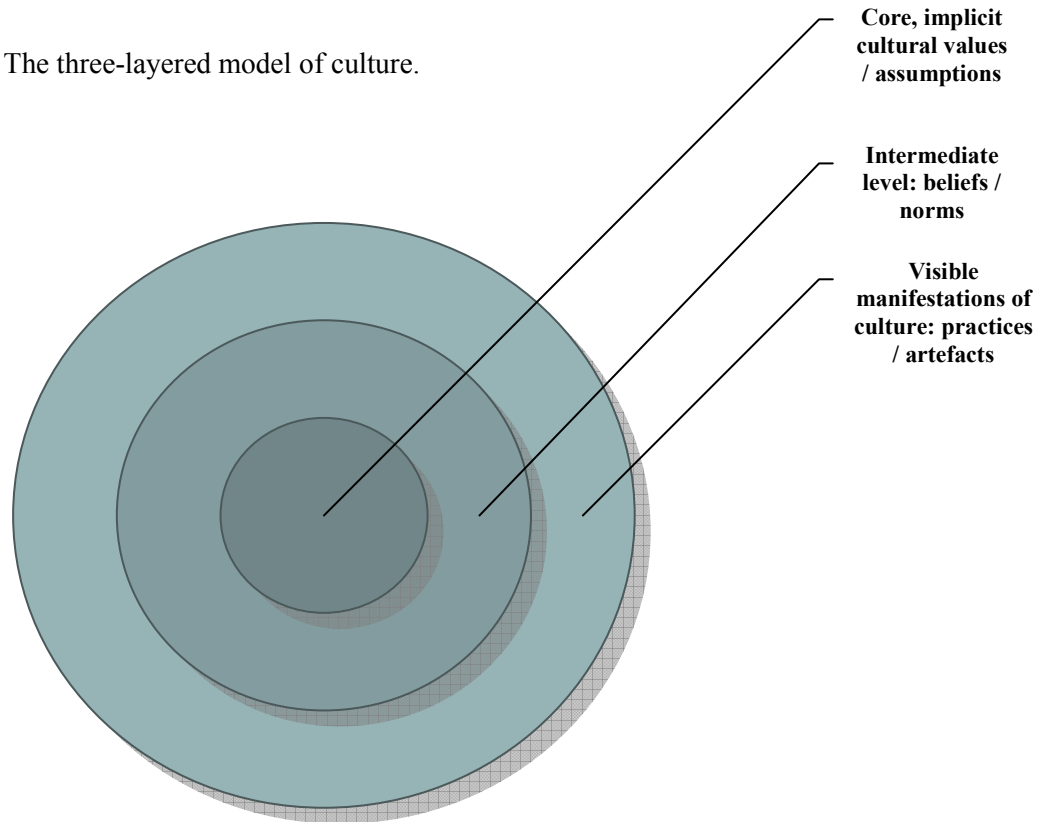 Core, implicit
cultural values
/ assumptions
The three-layered model of culture.
Intermediate
level: beliefs /
norms
Visible
manifestations of
culture: practices
/ artefacts